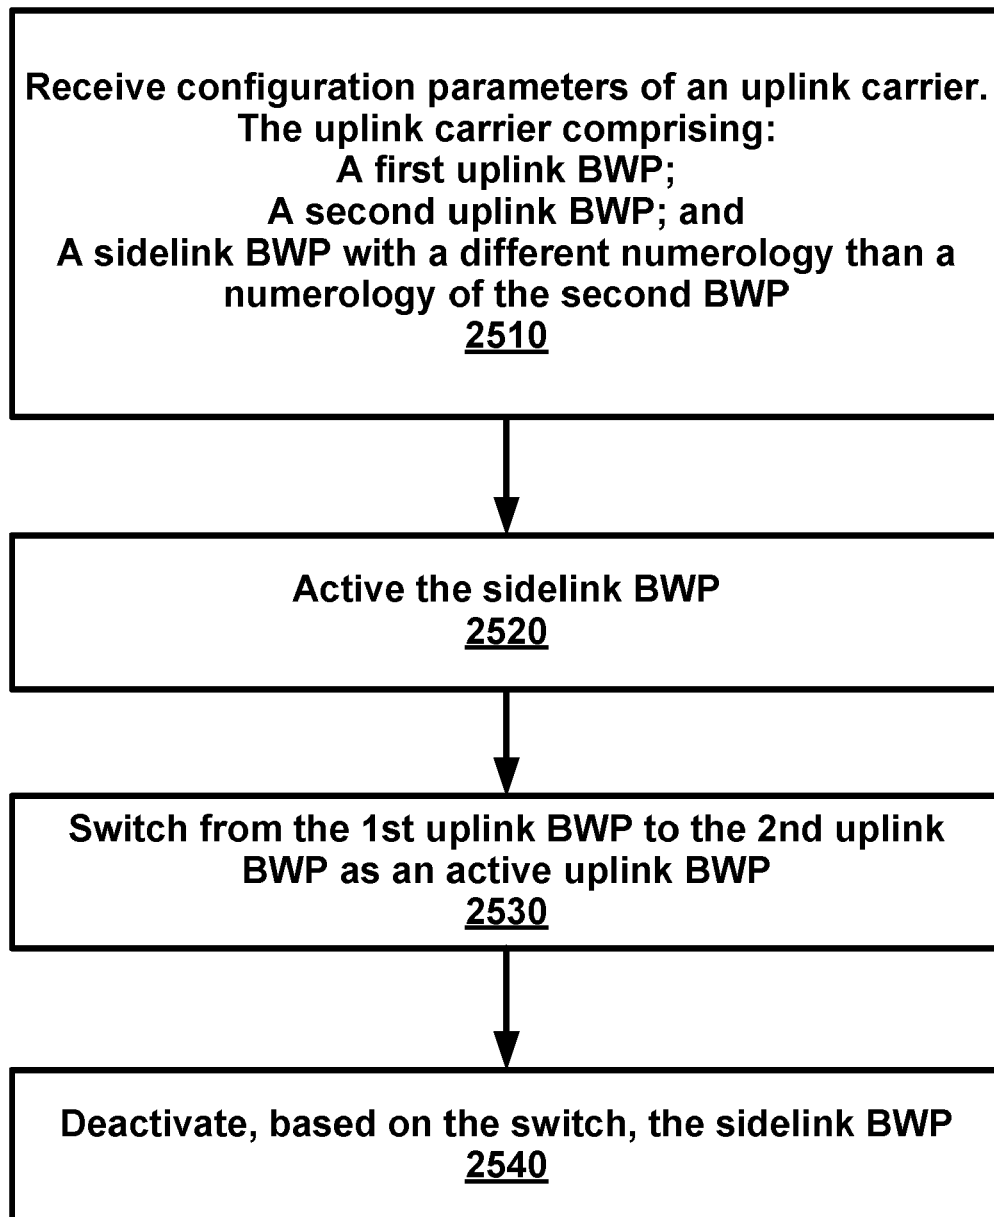 Receive configuration parameters of an uplink carrier.
The uplink carrier comprising:
A first uplink BWP;
A second uplink BWP; and
A sidelink BWP with a different numerology than a
numerology of the second BWP
2510
Active the sidelink BWP
2520
Switch from the 1st uplink BWP to the 2nd uplink
BWP as an active uplink BWP
2530
Deactivate, based on the switch, the sidelink BWP
2540